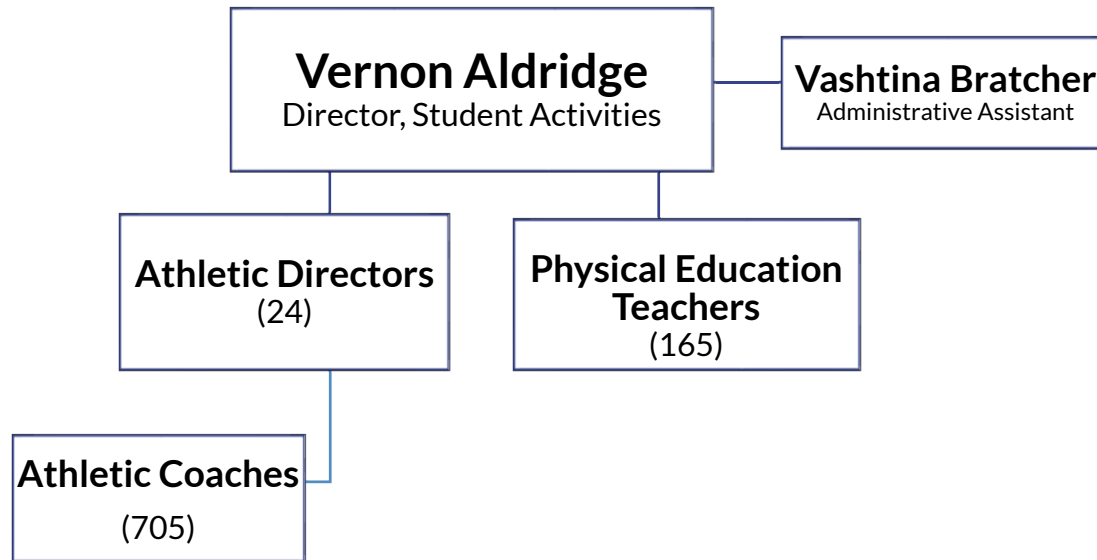 Vernon Aldridge
Director, Student Activities
Vashtina Bratcher
Administrative Assistant
Athletic Directors
(24)
Physical Education
Teachers
(165)
Athletic Coaches
(705)